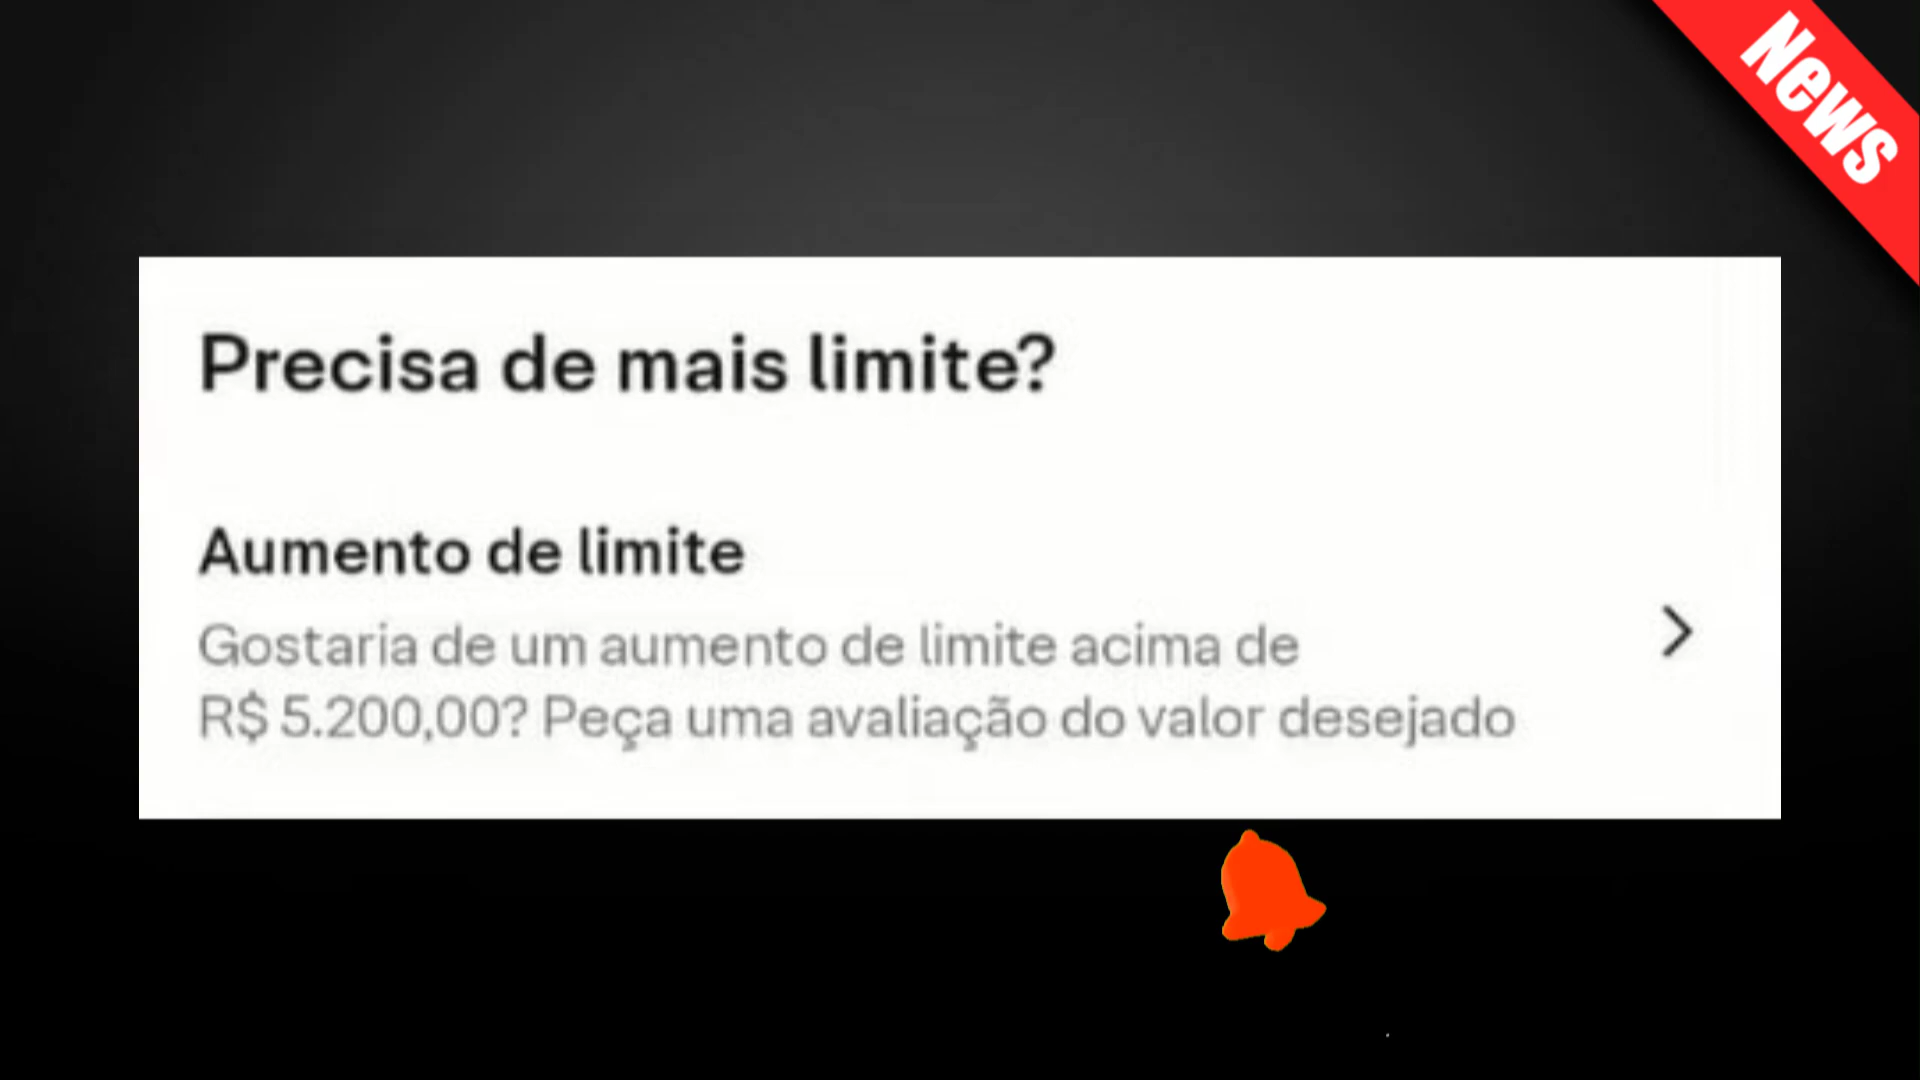 News
Precisa de mais limite?
Aumento de limite
Gostaria de um aumento de limite acima de
R$ 5.200,00? Peça uma avaliação do valor desejado